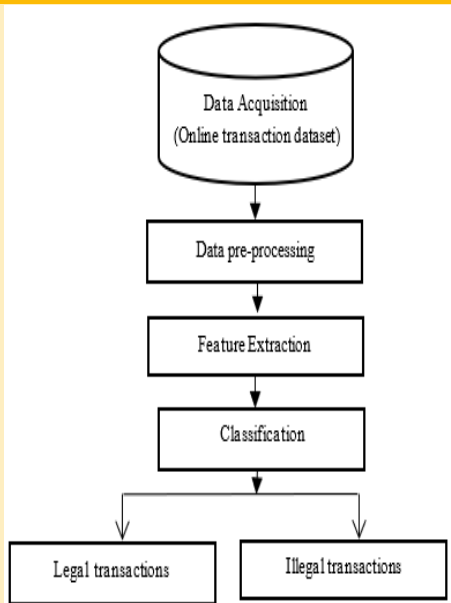 Data Acquisition
(Online transaction dataset)
Data pre-processing
Feature Extraction
Classification
Legal transactions
Illegal transactions